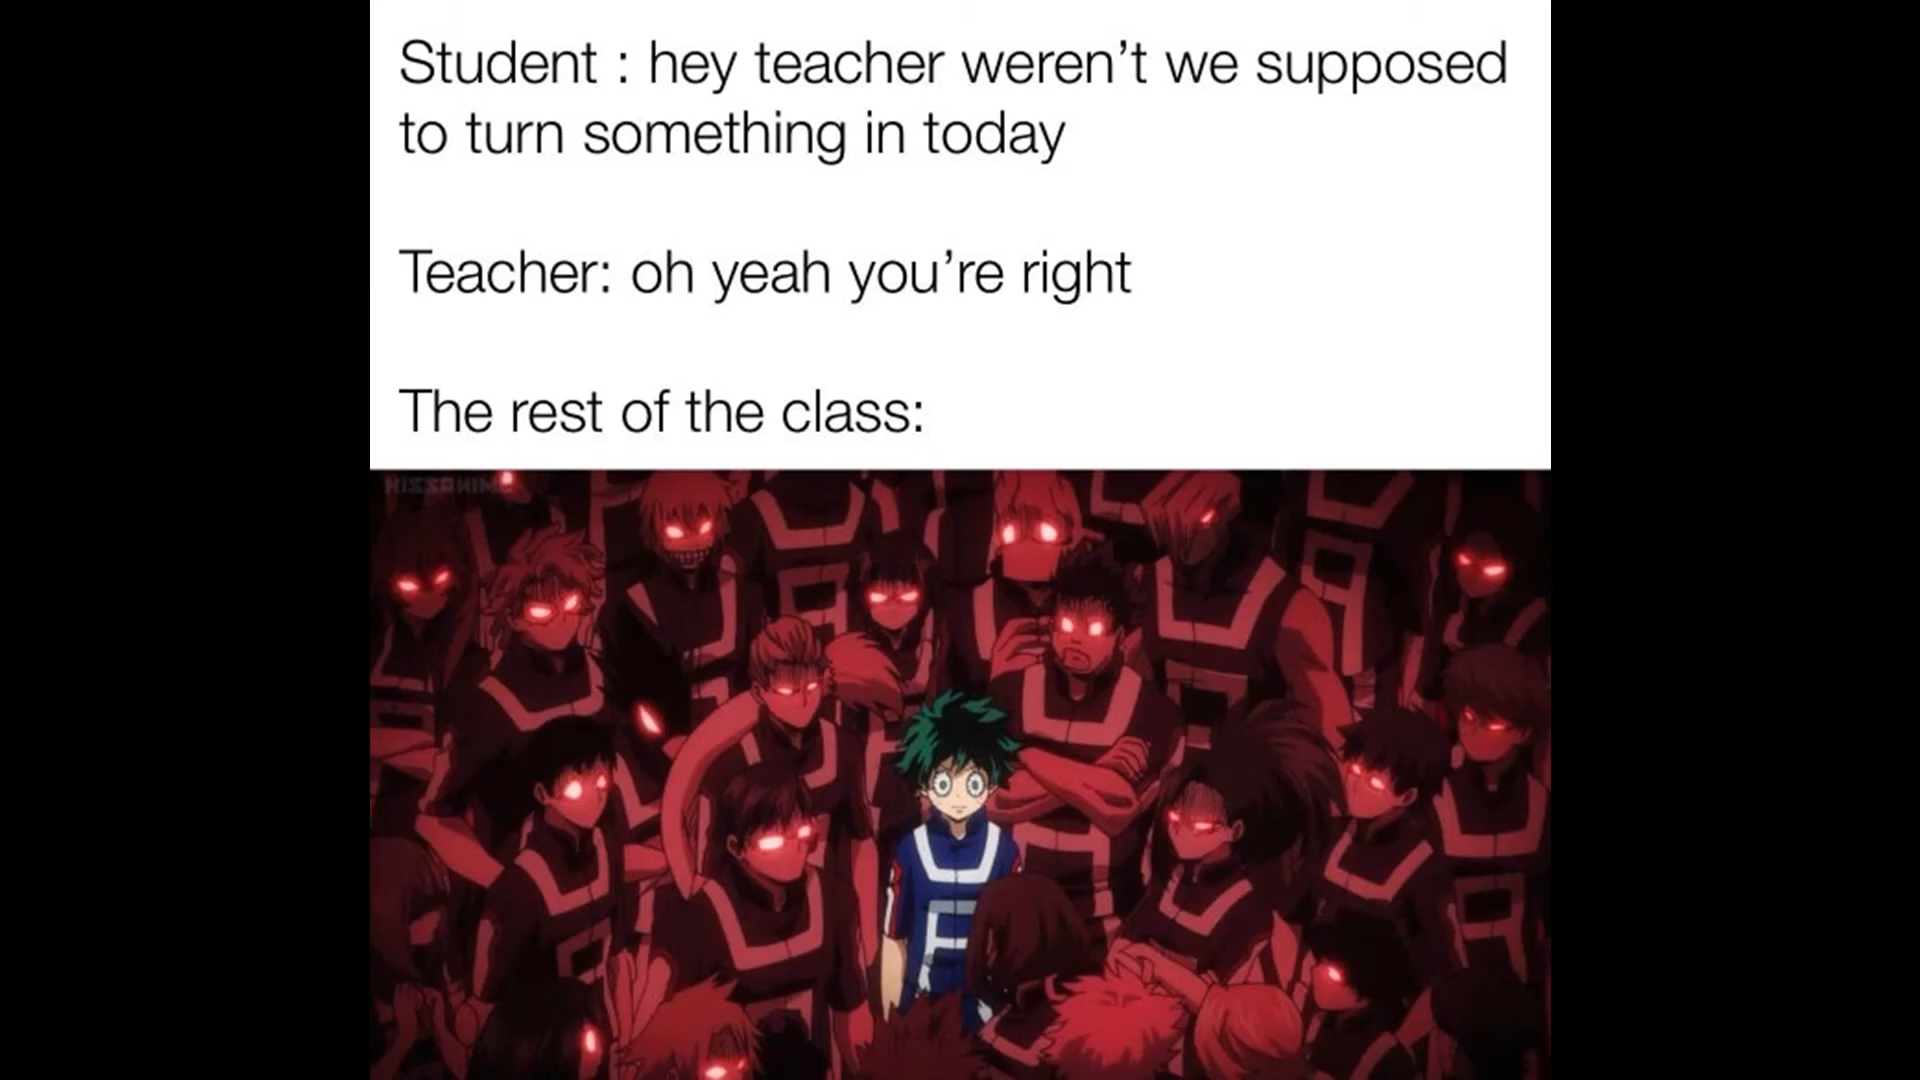 Student : hey teacher weren’t we supposed
to turn something in today
Teacher: oh yeah you’re right
The rest of the class:
KISSANIME